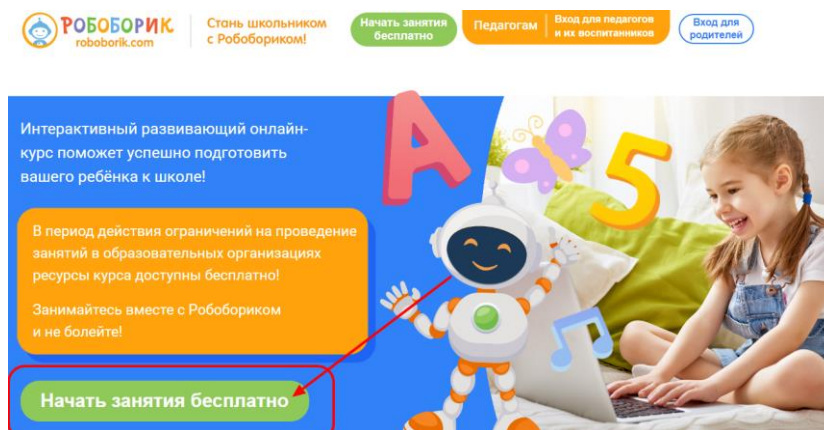 РОБОБОРИК
roboborik.com
Стань школьником
с Робобориком!
Начать занятия
бесплатно
Педагогам
Вход для педагогов
и их воспитанников
Вход для
родителей
Интерактивный развивающий онлайн-
курс поможет успешно подготовить
вашего ребёнка к школе!
В период действия ограничений на проведение
занятий в образовательных организациях
ресурсы курса доступны бесплатно!
Занимайтесь вместе с Робобориком
и не болейте!
Начать занятия бесплатно
А
5